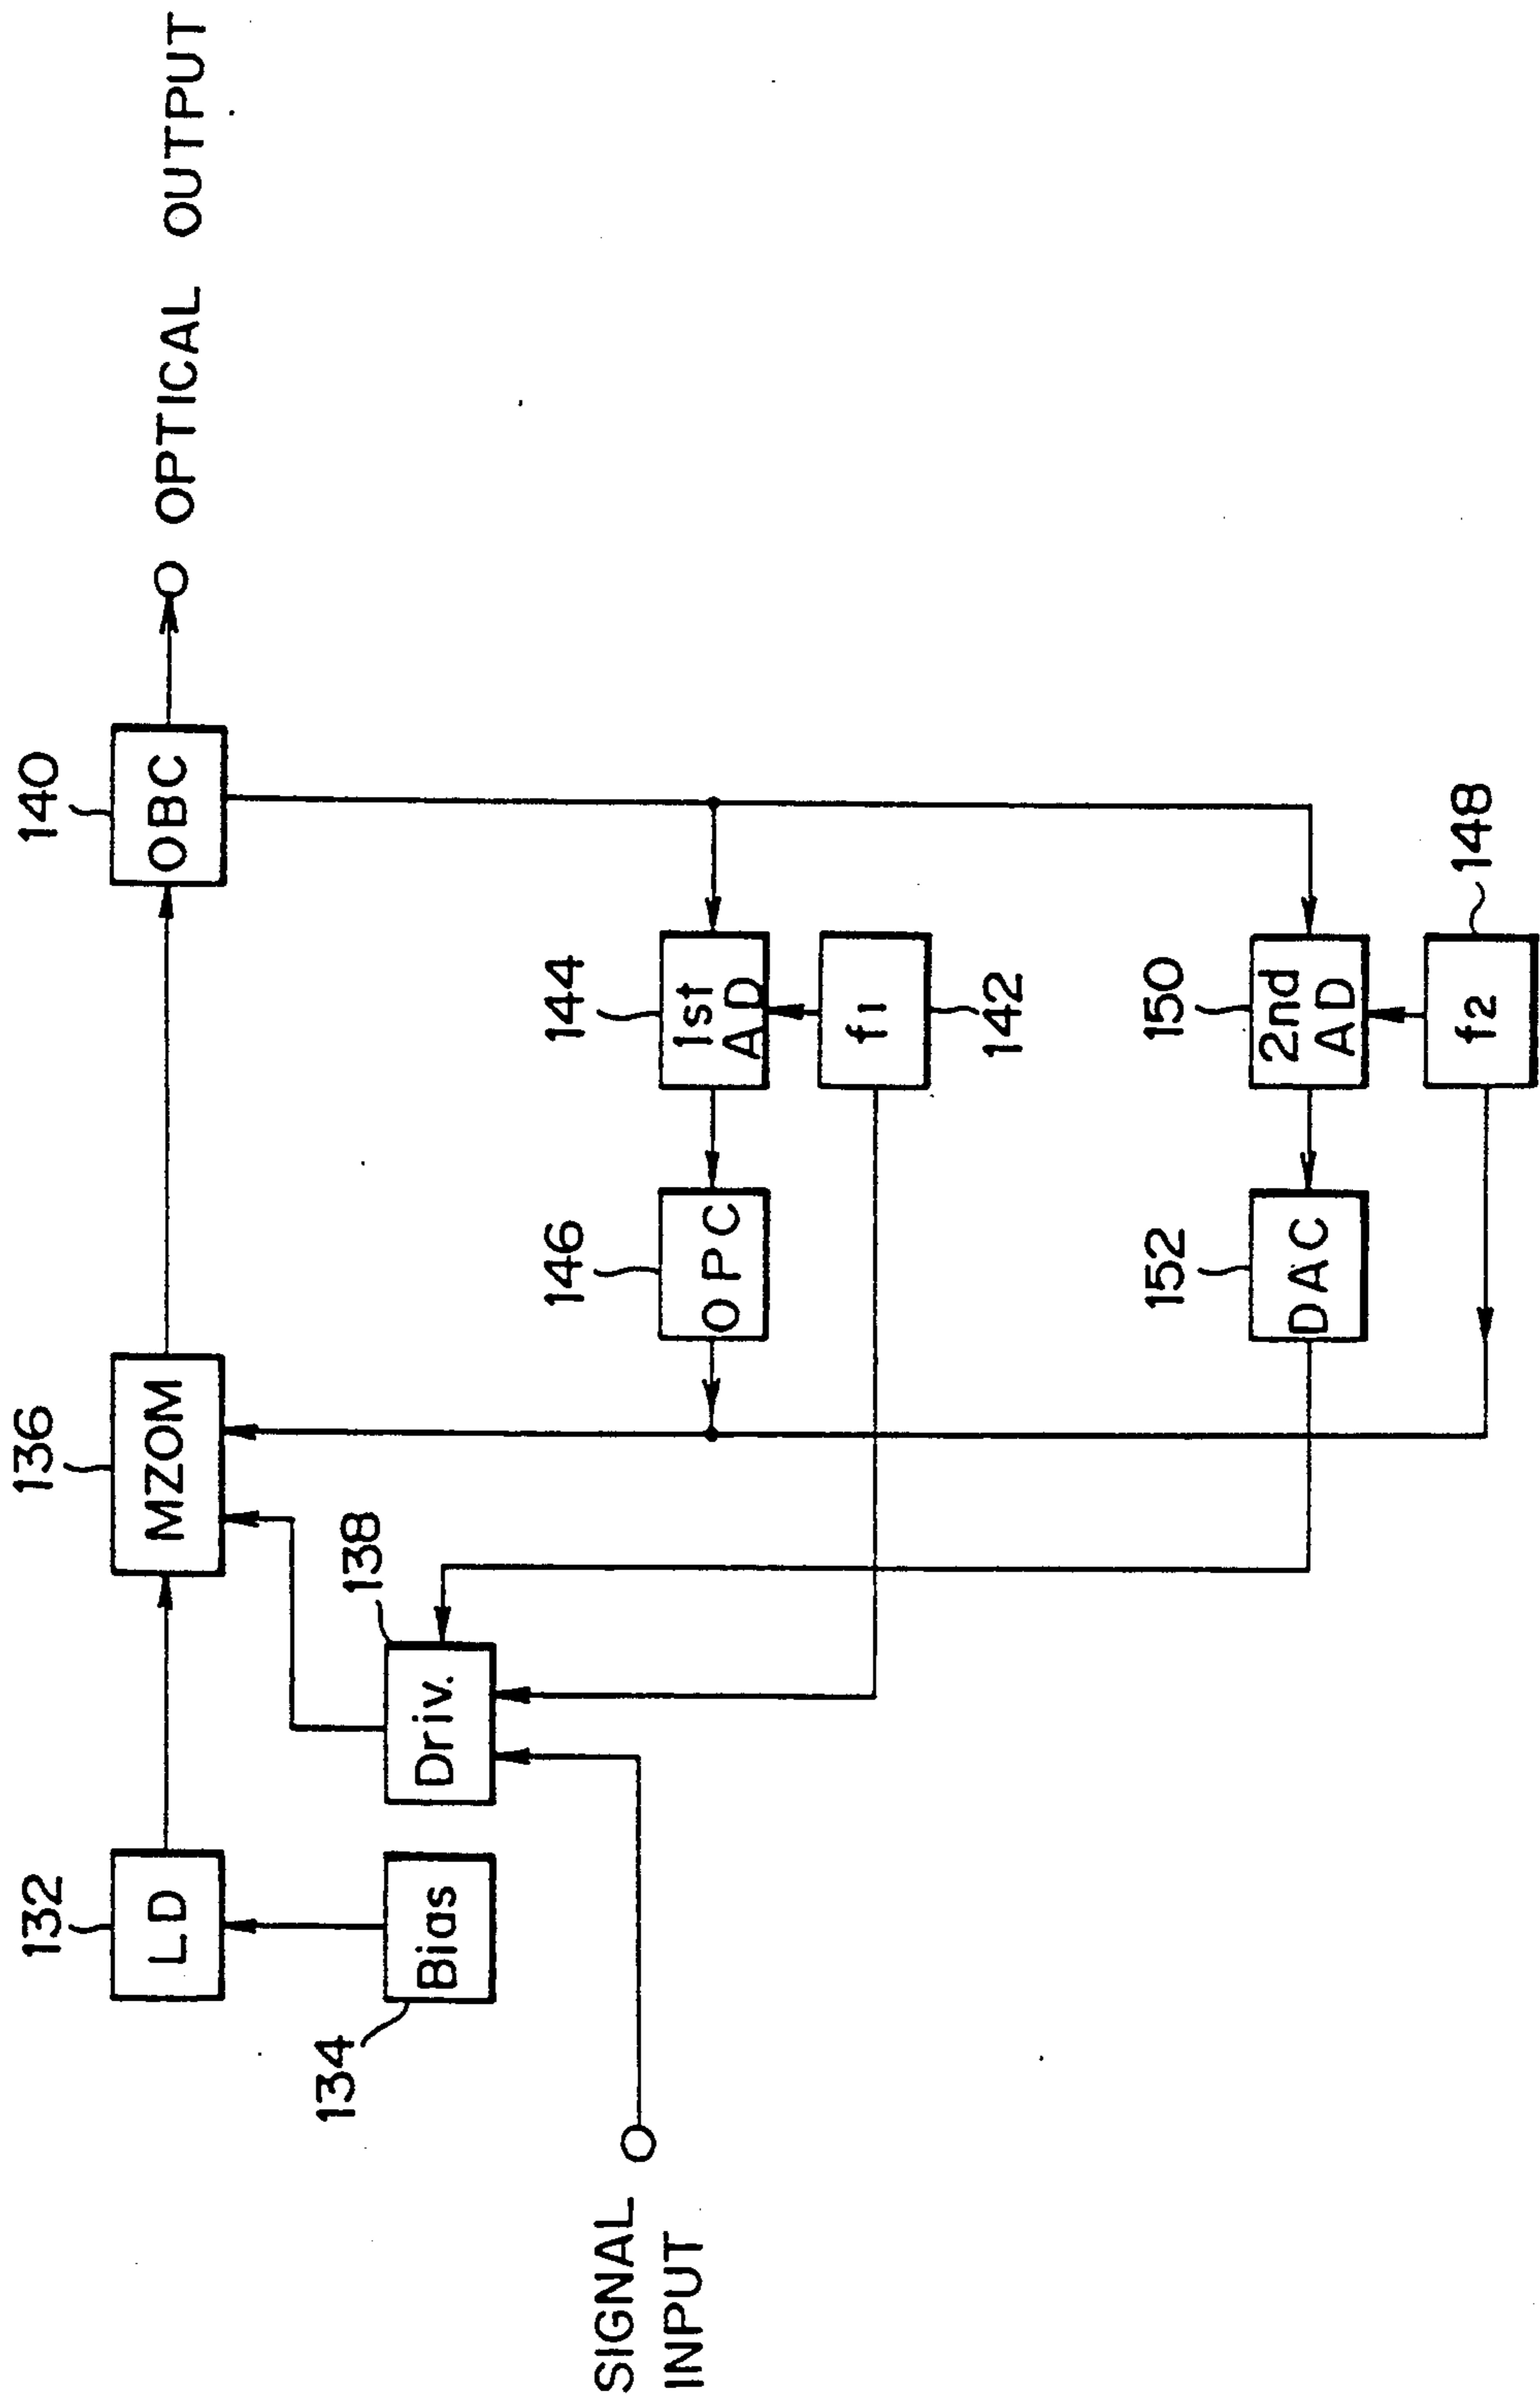 140
OBC
OPTICAL OUTPUT
136
MZOM
132
LD
138
Driv.
134
Bias
SIGNAL
INPUT
144
1st
AD
146
OPC
f1
142
150
2nd
AD
152
DAC
f2
148